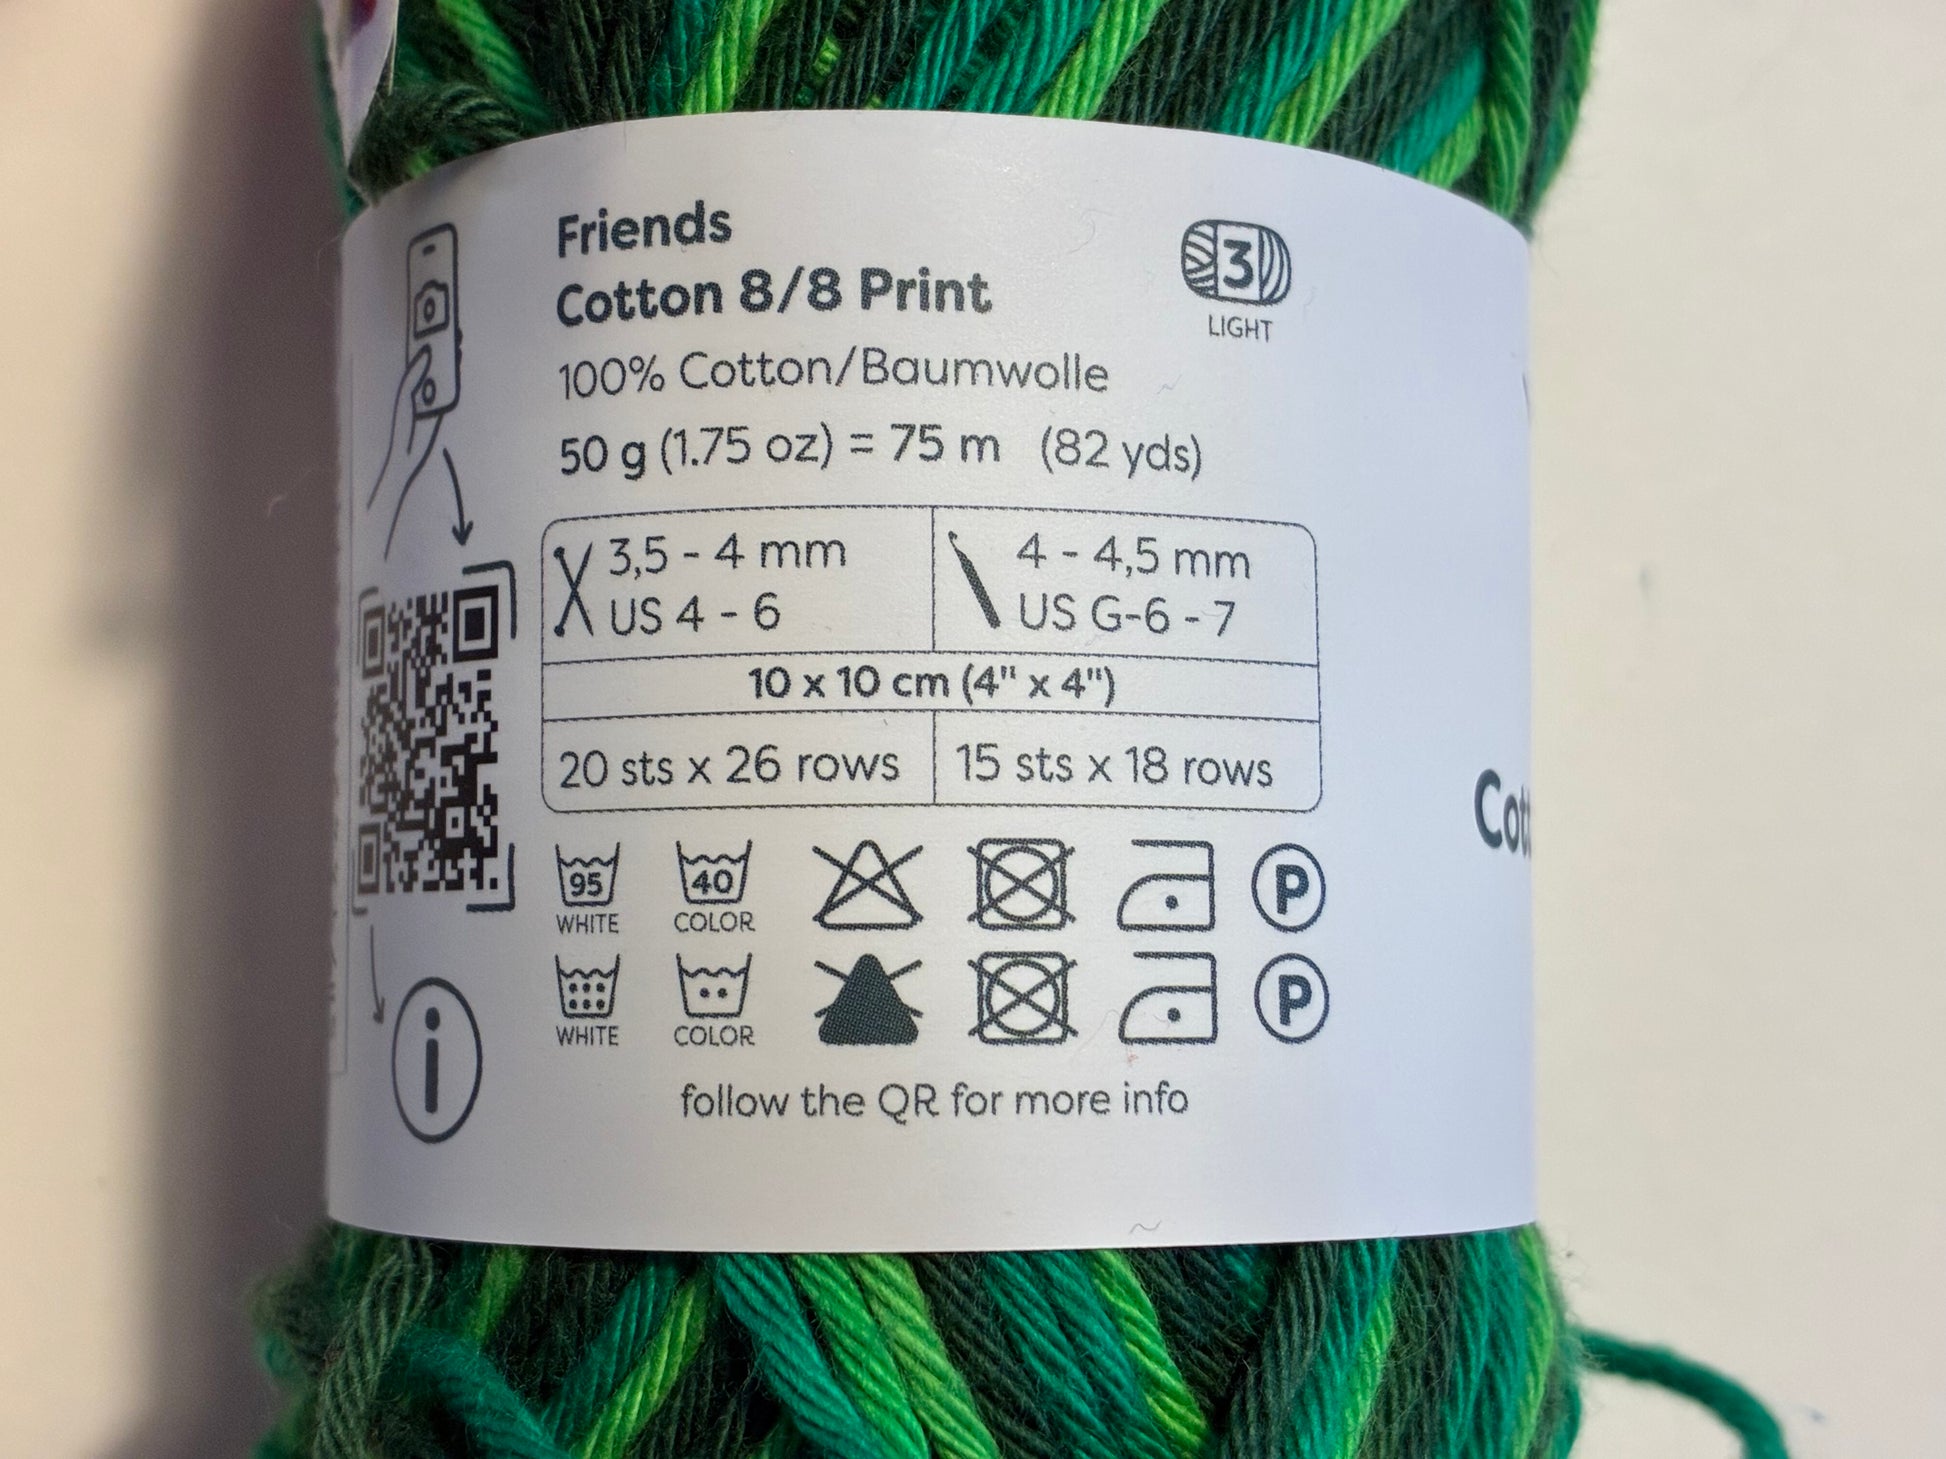 Friends
Cotton 8/8 Print
100% Cotton/Baumwolle
50 g (1.75 oz) = 75 m (82 yds)
3
LIGHT
3,5 - 4 mm
US 4 - 6
4 - 4,5 mm
US G-6 - 7
10 x 10 cm (4" x 4")
20 sts x 26 rows
15 sts x 18 rows
95 40 P
WHITE COLOR
P
WHITE COLOR
follow the QR for more info
i